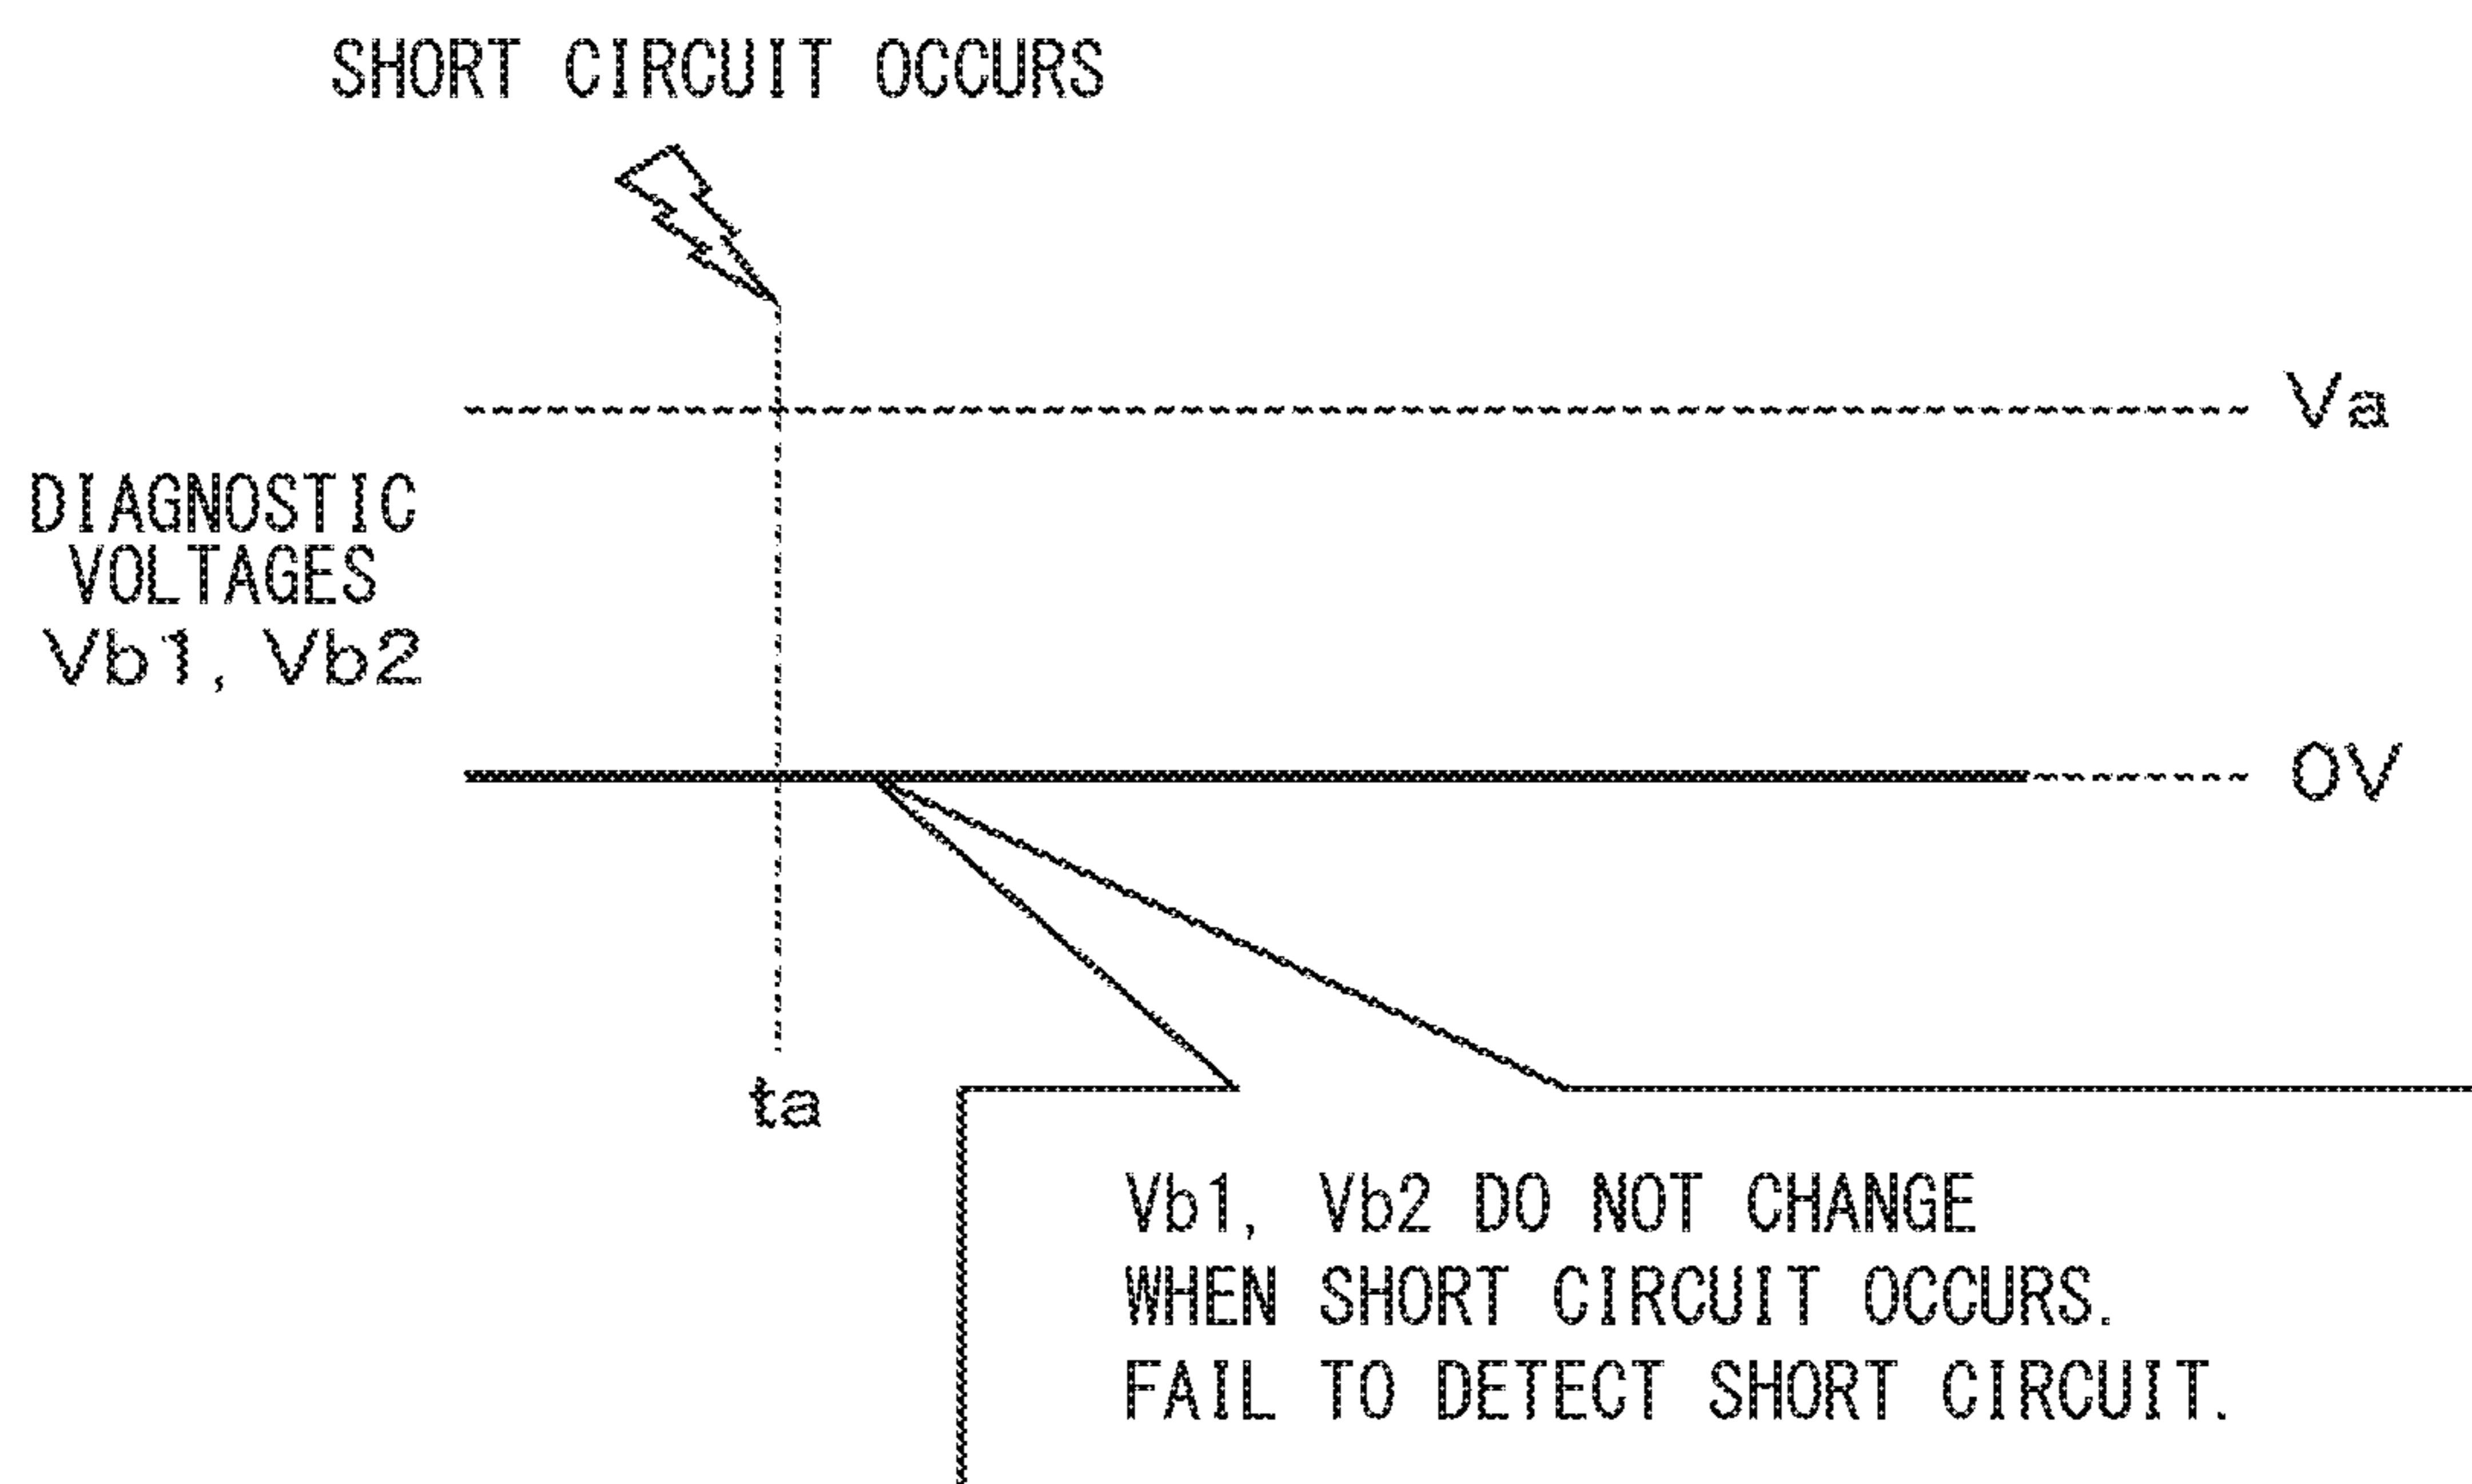 SHORT CIRCUIT OCCURS
Va
DIAGNOSTIC
VOLTAGES
Vb1, Vb2
0V
ta
Vb1, Vb2 DO NOT CHANGE
WHEN SHORT CIRCUIT OCCURS.
FAIL TO DETECT SHORT CIRCUIT.